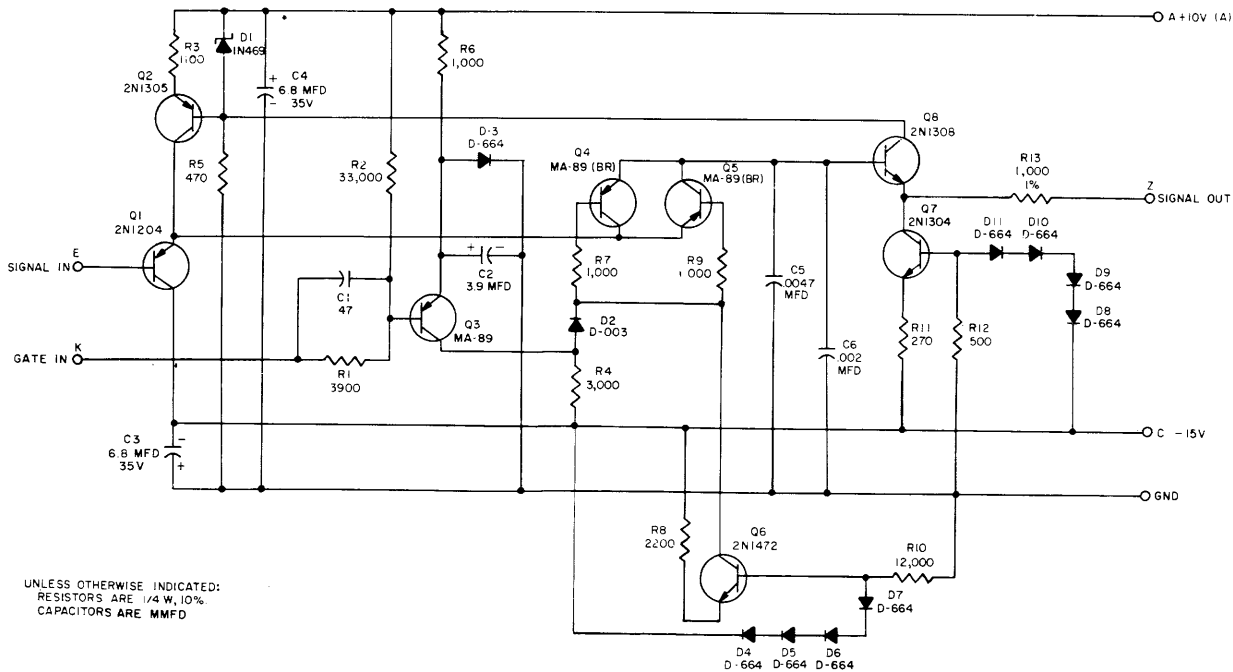 A +10V (A)
R3
1100
D1
1N469
R6
1,000
Q2
2N1305
C4
6.8 MFD
35V
+
-
Q8
2N1308
D-3
D-664
Q4
MA-89 (BR)
Q5
MA-89 (BR)
R13
1,000
1%
Z
SIGNAL OUT
R5
470
R2
33,000
Q1
2N1204
Q7
2N1304
D11
D-664
D10
D-664
E
SIGNAL IN
+ -
C2
3.9 MFD
R7
1,000
R9
1,000
C5
.0047
MFD
D9
D-664
D8
D-664
C1
47
Q3
MA-89
D2
D-003
R11
270
R12
500
K
GATE IN
R1
3900
R4
3,000
C6
.002
MFD
C -15V
C3
6.8 MFD
35V
-
+
GND
R8
2200
Q6
2N1472
R10
12,000
D7
D-664
D4
D-664
D5
D-664
D6
D-664
UNLESS OTHERWISE INDICATED:
RESISTORS ARE 1/4 W, 10%.
CAPACITORS ARE MMFD